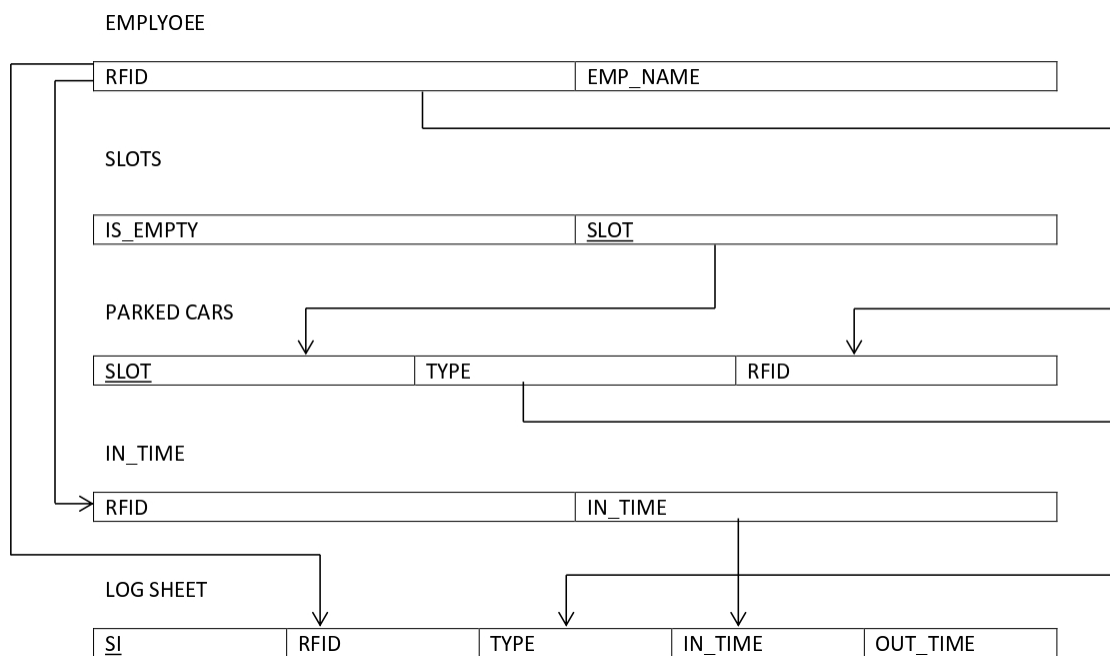 EMPLYOEE
RFID EMP_NAME
SLOTS
IS_EMPTY SLOT
PARKED CARS
SLOT TYPE RFID
IN_TIME
RFID IN_TIME
LOG SHEET
SI RFID TYPE IN_TIME OUT_TIME